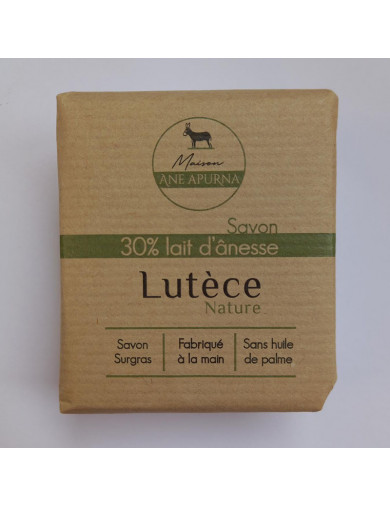 Maison
ANE APURNA
Savon
30% lait d'ânesse
Lutèce
Nature
Savon Surgras
Fabriqué à la main
Sans huile de palme